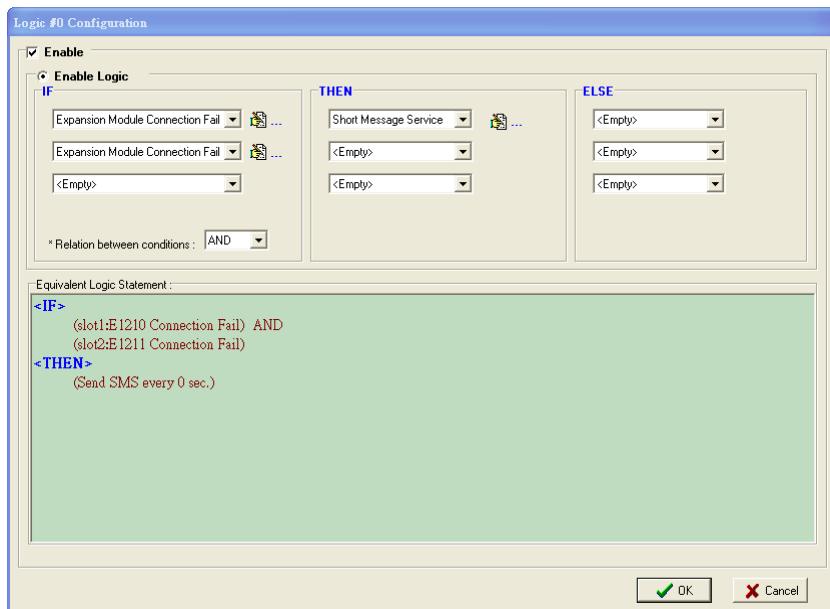 Logic #0 Configuration
Enable
Enable Logic
IF
THEN
ELSE
Expansion Module Connection Fail ...
Short Message Service ...
<Empty>
Expansion Module Connection Fail ...
<Empty>
<Empty>
<Empty>
<Empty>
<Empty>
* Relation between conditions : AND
Equivalent Logic Statement :
<IF>
(slot1:E1210 Connection Fail) AND
(slot2:E1211 Connection Fail)
<THEN>
(Send SMS every 0 sec.)
OK
Cancel